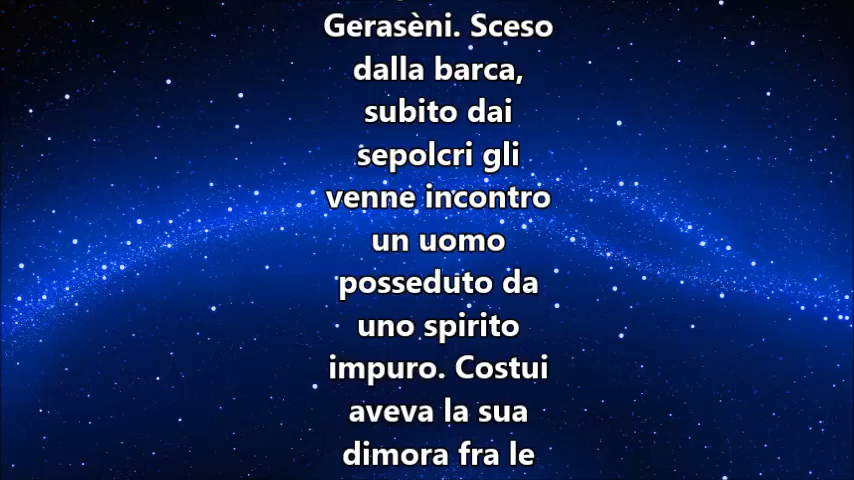 Gerasèni. Sceso
dalla barca,
subito dai
sepolcri gli
venne incontro
un uomo
posseduto da
uno spirito
impuro. Costui
aveva la sua
dimora fra le